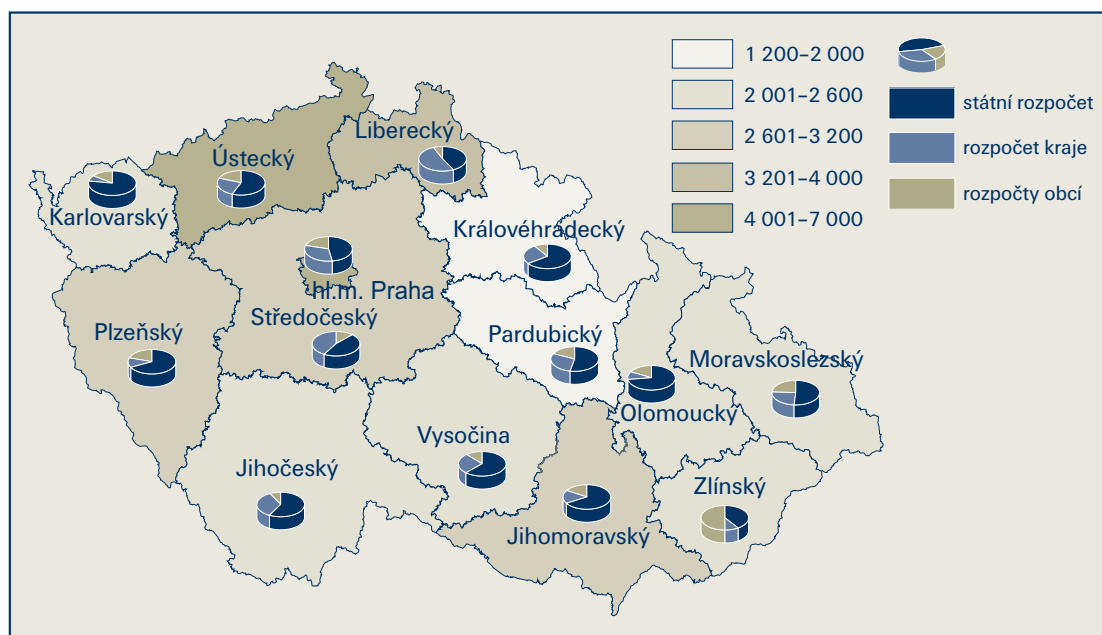 1 200–2 000
2 001–2 600
2 601–3 200
3 201–4 000
4 001–7 000
státní rozpočet
rozpočet kraje
rozpočty obcí
Liberecký
Ústecký
Karlovarský
Královéhrádecký
hl.m. Praha
Středočeský
Plzeňský
Pardubický
Moravskoslezský
Olomoucký
Vysočina
Jihočeský
Zlínský
Jihomoravský